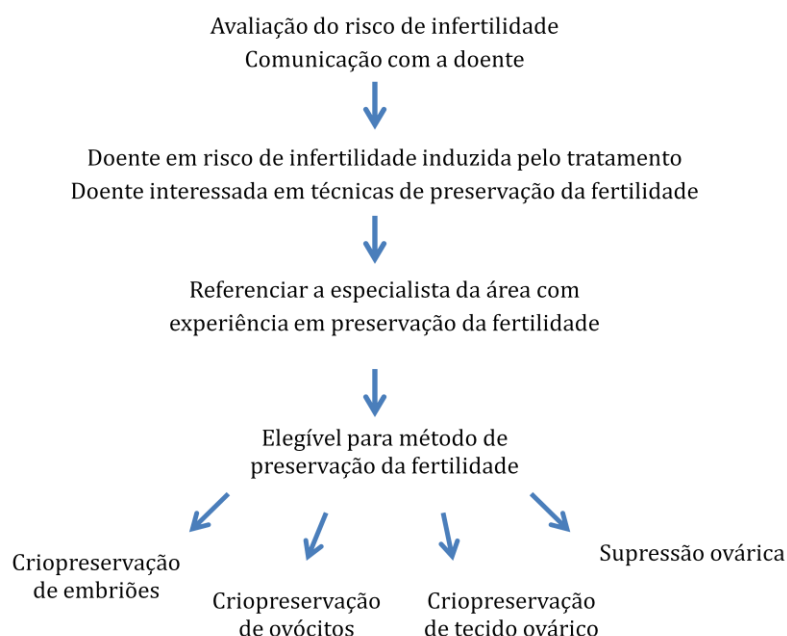 Avaliação do risco de infertilidade
Comunicação com a doente
Doente em risco de infertilidade induzida pelo tratamento
Doente interessada em técnicas de preservação da fertilidade
Referenciar a especialista da área com
experiência em preservação da fertilidade
Elegível para método de
preservação da fertilidade
Criopreservação
de embriões
Criopreservação
de ovócitos
Criopreservação
de tecido ovárico
Supressão ovárica